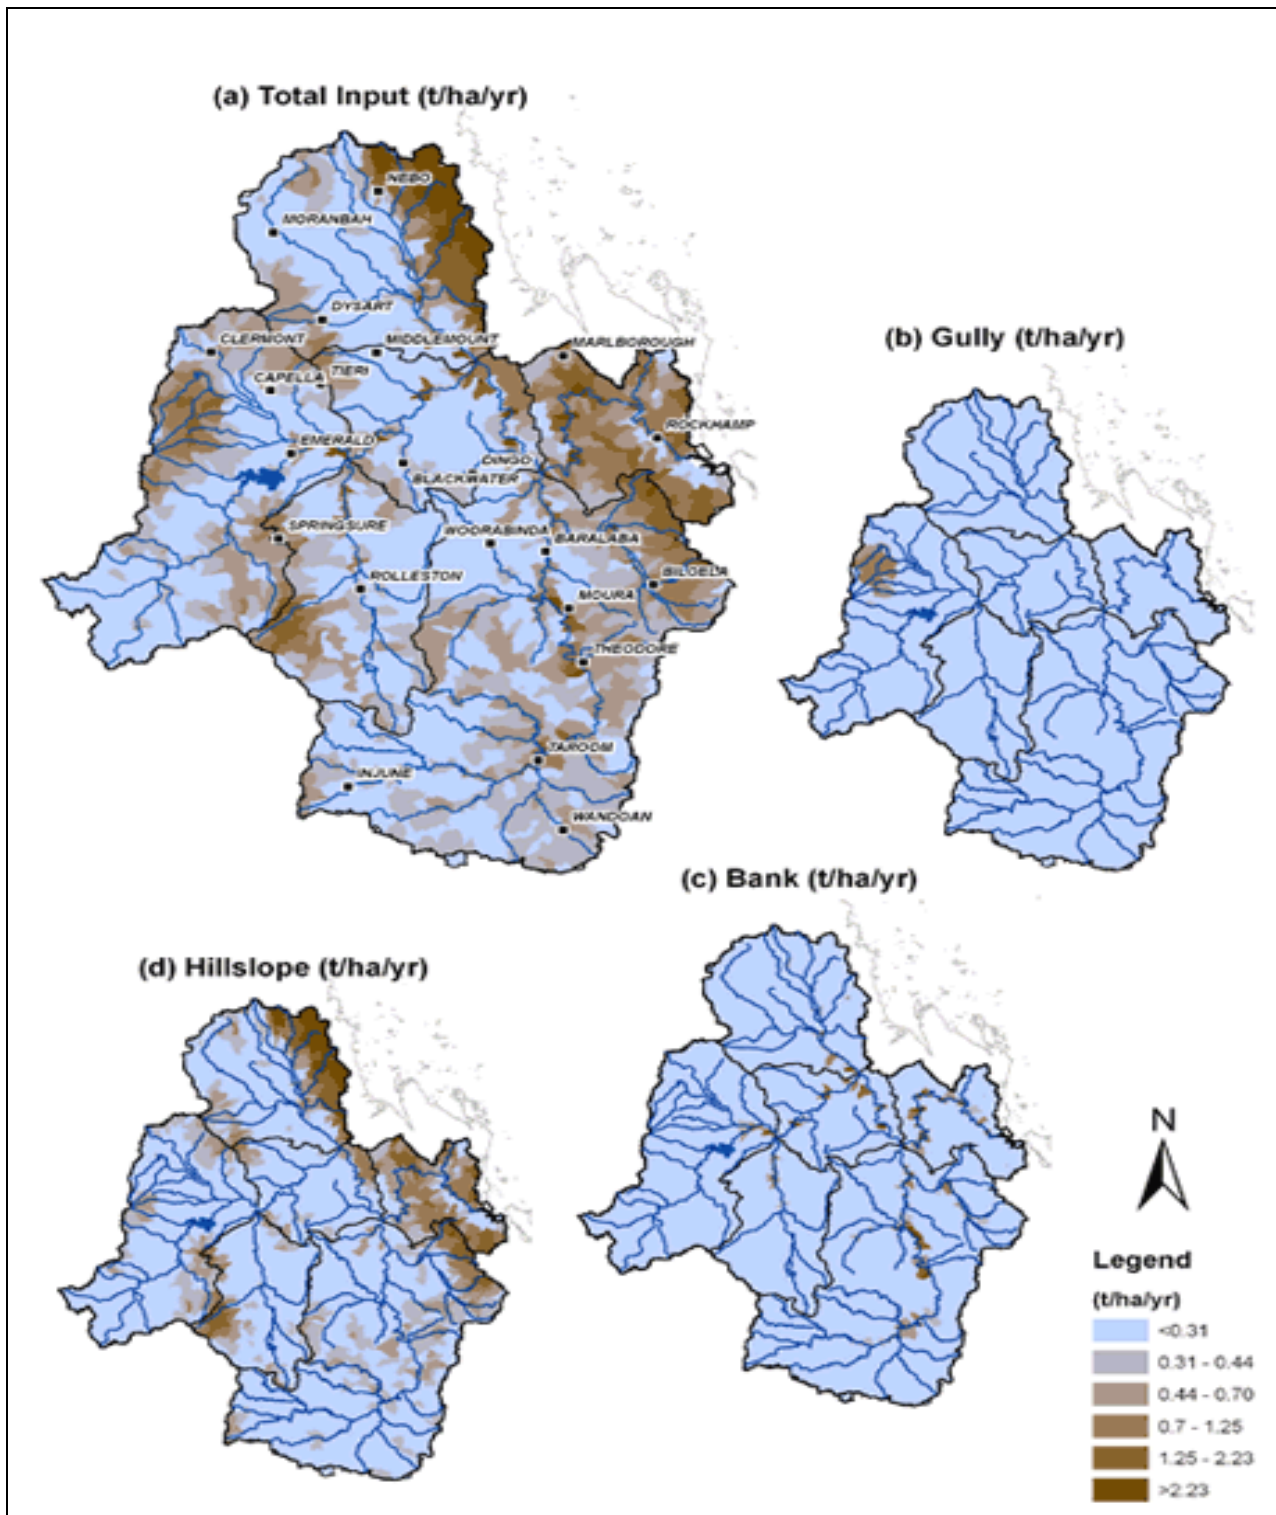 (a) Total Input (t/ha/yr)
NEBO
MORANBAH
DYSART
CLERMONT
MIDDLEMOUNT
MARLBOROUGH
CAPELLA
TIERI
ROCKHAMP
EMERALD
DINGO
BLACKWATER
SPRINGSURE
WOORABINDA
BARALABA
ROLLESTON
BILOELA
MOURA
THEODORE
TAROOM
INJUNE
WANDOAN
(b) Gully (t/ha/yr)
(c) Bank (t/ha/yr)
(d) Hillslope (t/ha/yr)
N
Legend
(t/ha/yr)
<0.31
0.31 - 0.44
0.44 - 0.70
0.7 - 1.25
1.25 - 2.23
>2.23